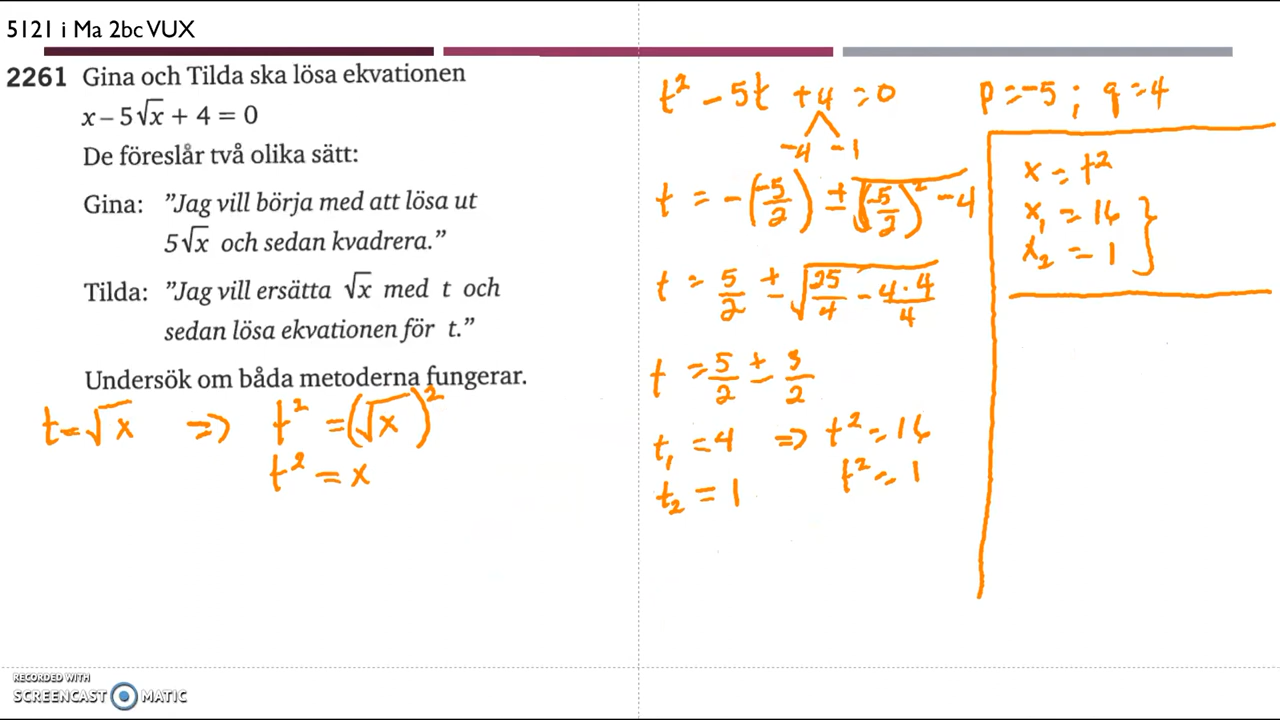 5121 i Ma 2bc VUX
2261 Gina och Tilda ska lösa ekvationen
x – 5√x + 4 = 0
De föreslår två olika sätt:
Gina: ”Jag vill börja med att lösa ut
5√x och sedan kvadrera.”
Tilda: ”Jag vill ersätta √x med t och
sedan lösa ekvationen för t.”
Undersök om båda metoderna fungerar.
t = √x ⇒ t² = (√x)²
t² = x
t² – 5t + 4 = 0
–4 –1
t = –(–5/2) ± √((–5/2)² – 4)
t = 5/2 ± √(25/4 – 4·4/4)
t = 5/2 ± 3/2
t₁ = 4 ⇒ t² = 16
t₂ = 1 t² = 1
p = –5 ; q = 4
x = t²
x₁ = 16
x₂ = 1
RECORDED WITH
SCREENCAST MATIC